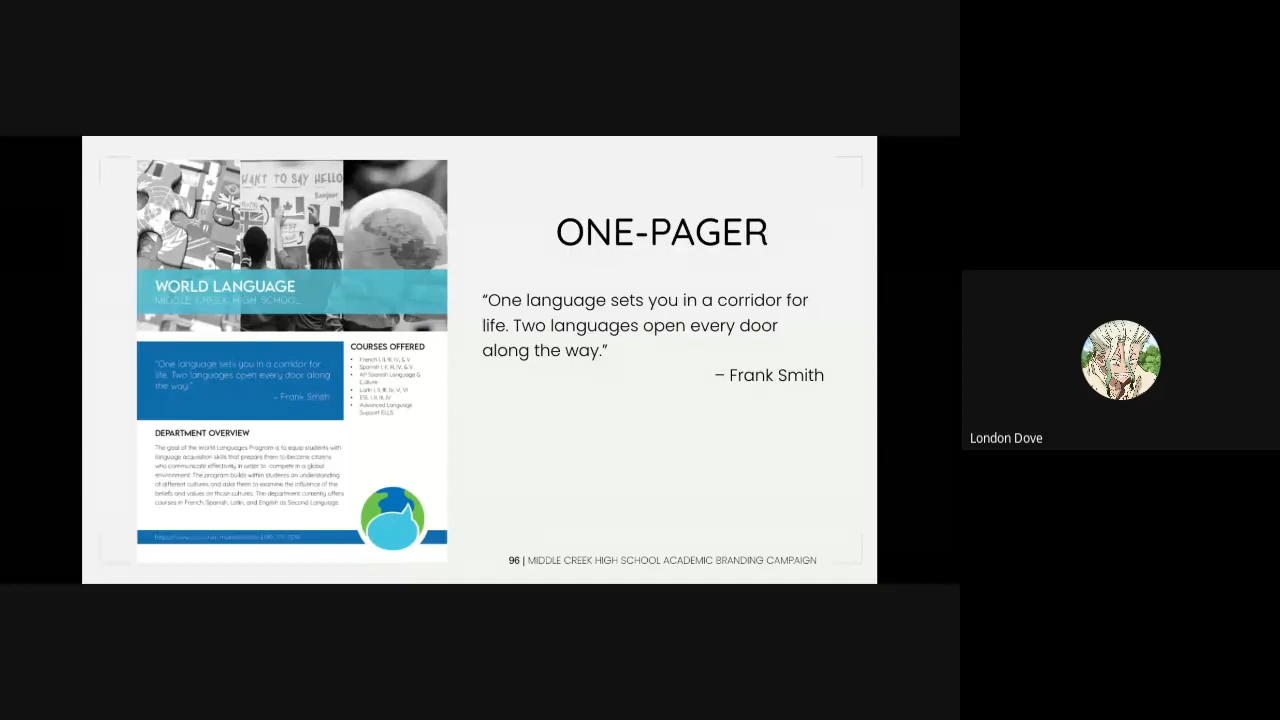 WANT TO SAY HELLO
WORLD LANGUAGE
MIDDLE CREEK HIGH SCHOOL
"One language sets you in a corridor for
life. Two languages open every door along
the way."
– Frank Smith
COURSES OFFERED
• French I, II, III, IV, & V
• Spanish I, II, III, IV, & V
• AP Spanish Language &
Culture
• Latin I, II, III, IV, V, VI
• ESL I, II, III, IV
• Advanced Language
Support ELLS
DEPARTMENT OVERVIEW
The goal of the World Languages Program is to equip students with
language acquisition skills that prepare them to become citizens
who communicate effectively in order to compete in a global
environment. The program builds within students an understanding
of different cultures and asks them to examine the influence of the
beliefs and values on those cultures. The department currently offers
courses in French, Spanish, Latin, and English as Second Language.
ONE-PAGER
“One language sets you in a corridor for
life. Two languages open every door
along the way.”
– Frank Smith
96 | MIDDLE CREEK HIGH SCHOOL ACADEMIC BRANDING CAMPAIGN
London Dove